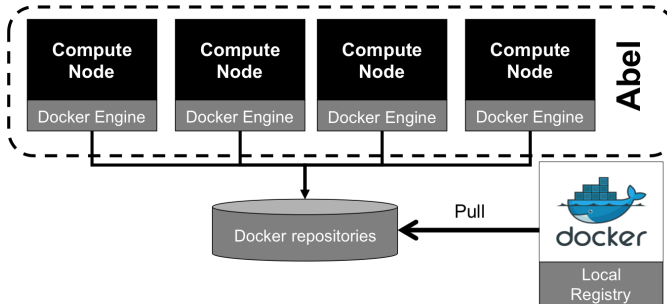 Compute
Node
Docker Engine
Compute
Node
Docker Engine
Compute
Node
Docker Engine
Compute
Node
Docker Engine
Abel
Docker repositories
Pull
docker
Local
Registry